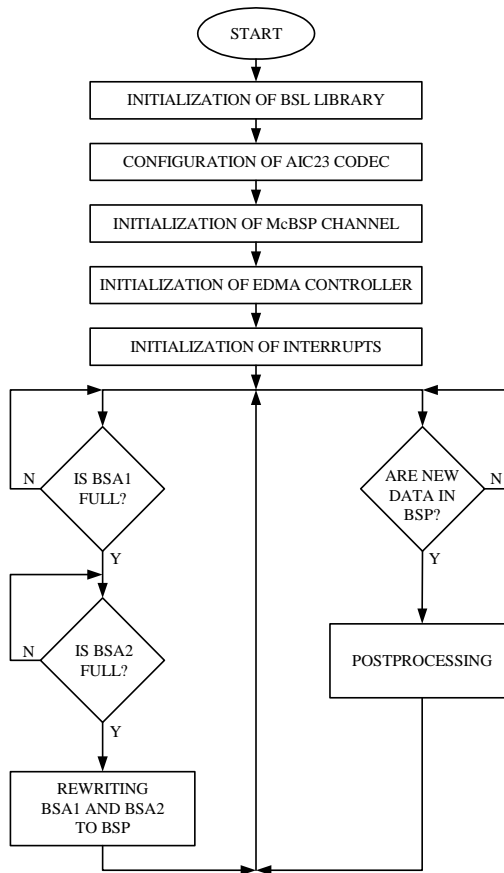 START
INITIALIZATION OF BSL LIBRARY
CONFIGURATION OF AIC23 CODEC
INITIALIZATION OF McBSP CHANNEL
INITIALIZATION OF EDMA CONTROLLER
INITIALIZATION OF INTERRUPTS
N
IS BSA1
FULL?
Y
N
IS BSA2
FULL?
Y
REWRITING
BSA1 AND BSA2
TO BSP
ARE NEW
DATA IN
BSP?
N
Y
POSTPROCESSING